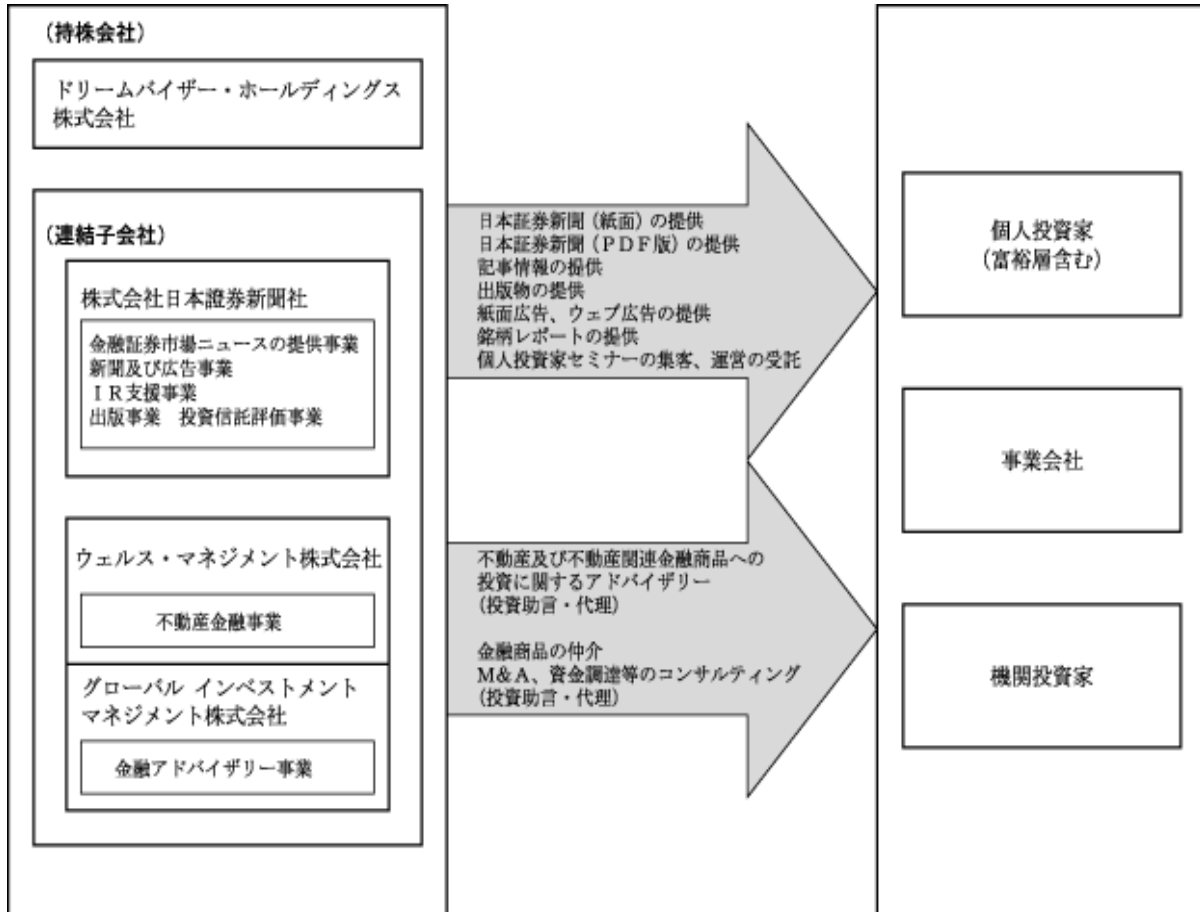 (持株会社)
ドリームバイザー・ホールディングス
株式会社
(連結子会社)
株式会社日本證券新聞社
金融証券市場ニュースの提供事業
新聞及び広告事業
ＩＲ支援事業
出版事業　投資信託評価事業
ウェルス・マネジメント株式会社
不動産金融事業
グローバル インベストメント
マネジメント株式会社
金融アドバイザリー事業
日本証券新聞 (紙面) の提供
日本証券新聞 (ＰＤＦ版) の提供
記事情報の提供
出版物の提供
紙面広告、ウェブ広告の提供
銘柄レポートの提供
個人投資家セミナーの集客、運営の受託
不動産及び不動産関連金融商品への
投資に関するアドバイザリー
(投資助言・代理)
金融商品の仲介
Ｍ＆Ａ、資金調達等のコンサルティング
(投資助言・代理)
個人投資家
(富裕層含む)
事業会社
機関投資家